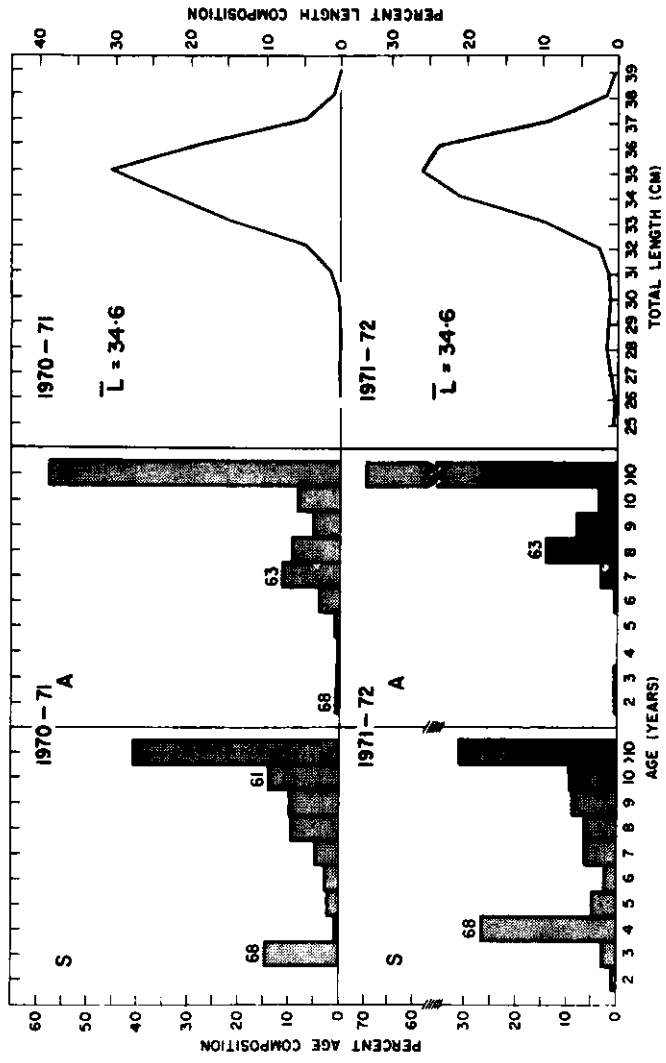 PERCENT LENGTH COMPOSITION
40 30 20 10 0
30 20 10 0
1970-71
L = 34·6
1971-72
L = 34·6
25 26 28 29 30 31 32 33 34 35 36 37 38 39
TOTAL LENGTH (CM)
1970-71
A
68
63
1971-72
A
63
2 3 4 6 7 8 9 10 >10
S
68
61
S
68
2 3 4 5 6 7 8 9 10 >10
AGE (YEARS)
60 50 40 30 20 10 0
70 60 30 20 10 0
PERCENT AGE COMPOSITION